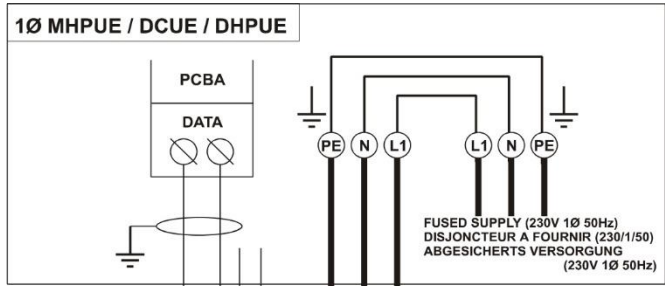 1Ø MHPUE / DCUE / DHPUE
PCBA
DATA
PE N L1 L1 N PE
FUSED SUPPLY (230V 1Ø 50Hz)
DISJONCTEUR A FOURNIR (230/1/50)
ABGESICHERTS VERSORGUNG
(230V 1Ø 50Hz)